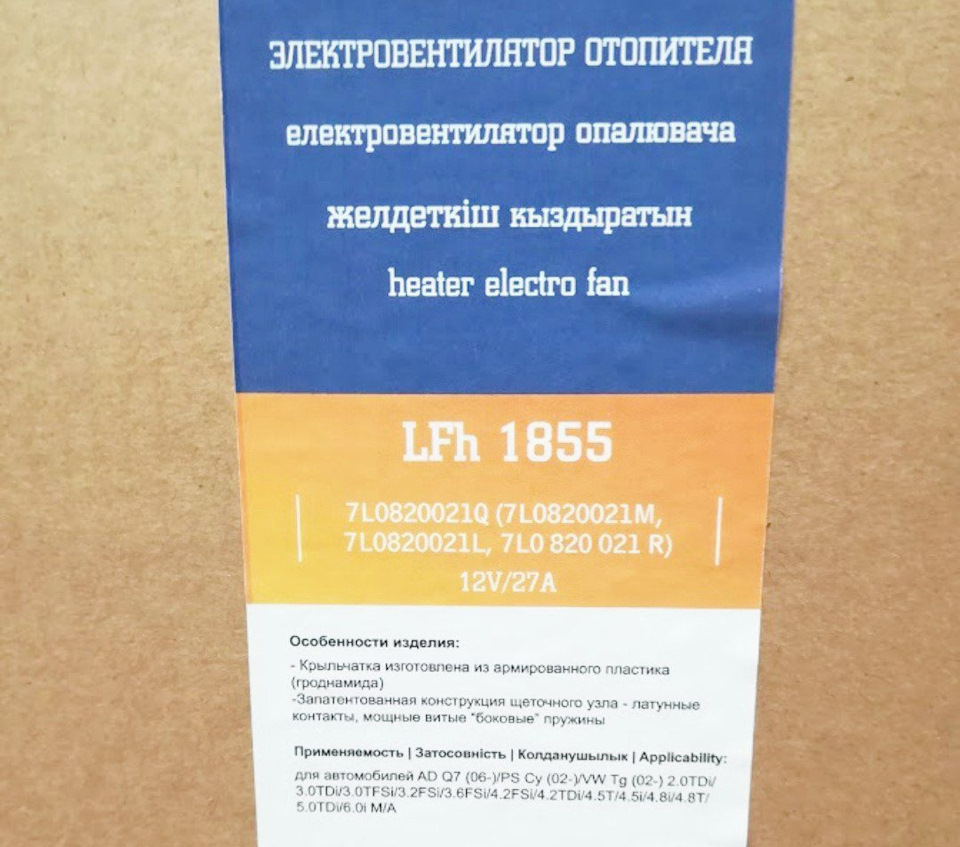 ЭЛЕКТРОВЕНТИЛЯТОР ОТОПИТЕЛЯ
електровентилятор опалювача
желдеткіш кыздыратын
heater electro fan
LFh 1855
7L0820021Q (7L0820021M,
7L0820021L, 7L0 820 021 R)
12V/27A
Особенности изделия:
- Крыльчатка изготовлена из армированного пластика
(гроднамида)
-Запатентованная конструкция щеточного узла - латунные
контакты, мощные витые "боковые" пружины
Применяемость | Затосовність | Колданушылык | Applicability:
для автомобилей AD Q7 (06-)/PS Cy (02-)/VW Tg (02-) 2.0TDi/
3.0TDi/3.0TFSi/3.2FSi/3.6FSi/4.2FSi/4.2TDi/4.5T/4.5i/4.8i/4.8T/
5.0TDi/6.0i M/A